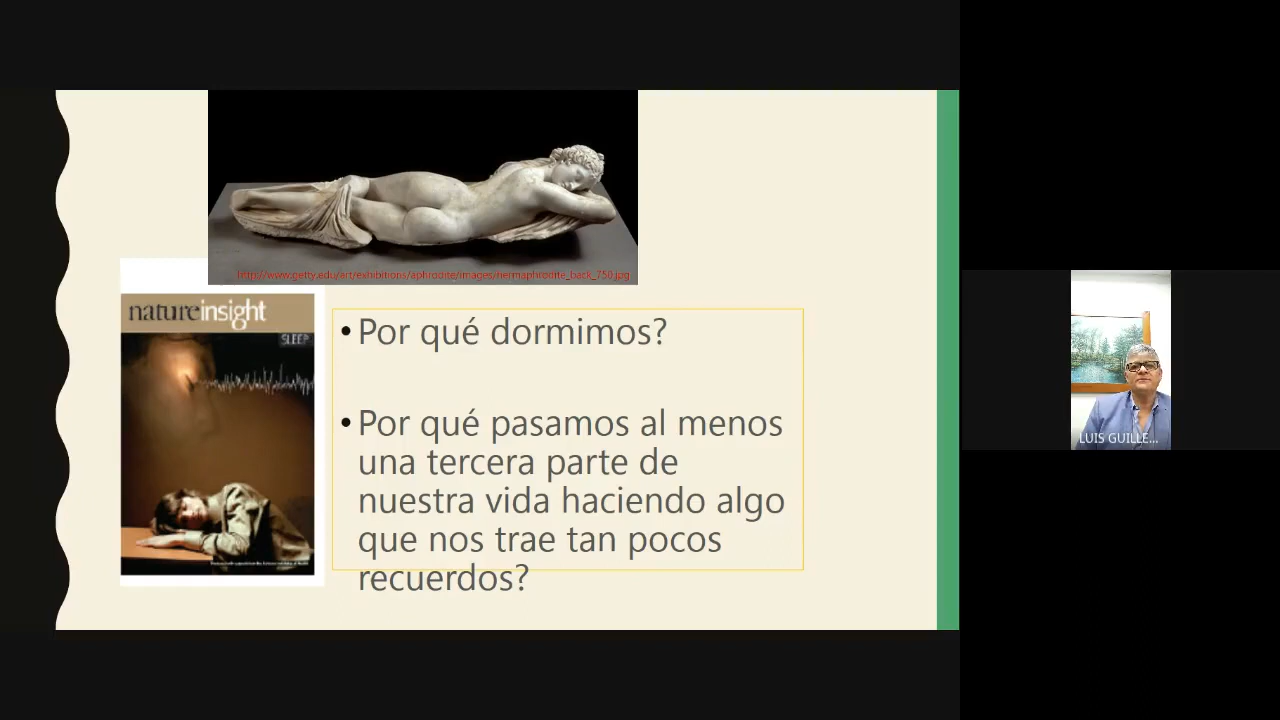 http://www.getty.edu/art/exhibitions/aphrodite/images/hermaphrodite_back_750.jpg
natureinsight
SLEEP
•Por qué dormimos?
•Por qué pasamos al menos
una tercera parte de
nuestra vida haciendo algo
que nos trae tan pocos
recuerdos?
LUIS GUILLE...